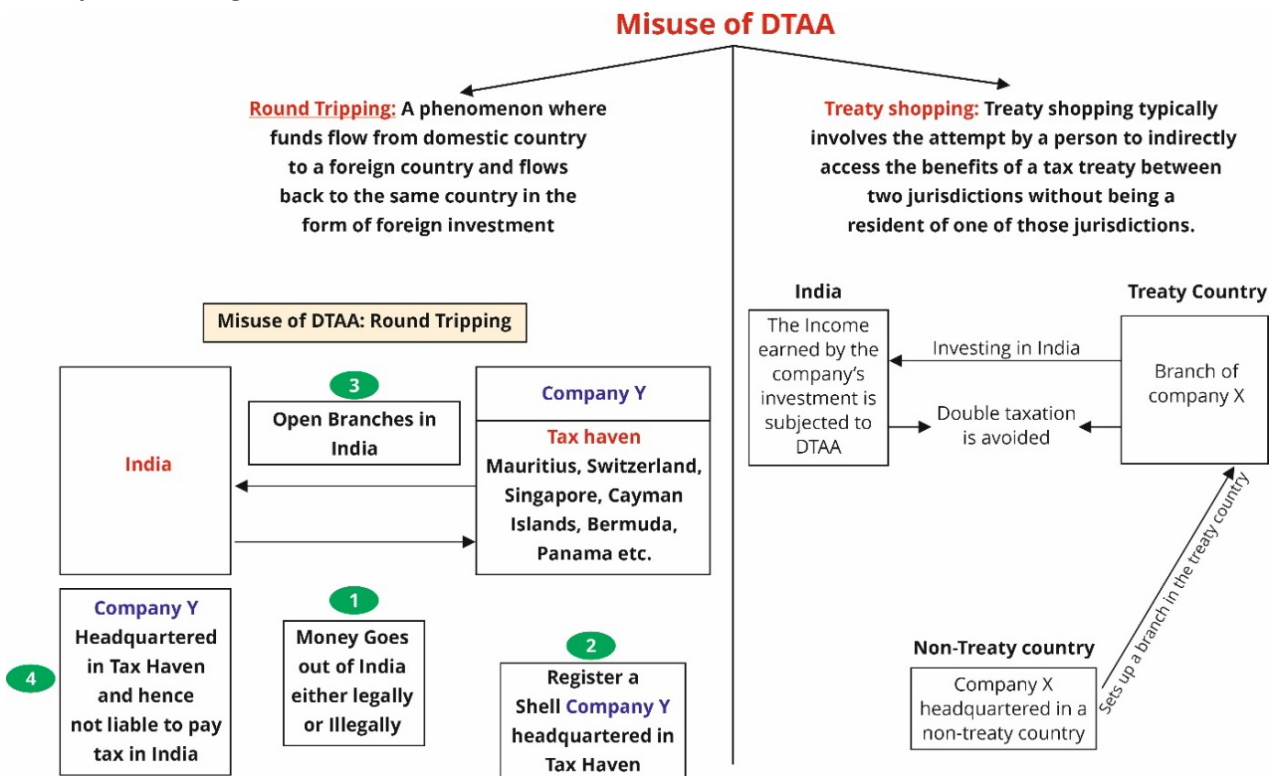 Misuse of DTAA
Round Tripping: A phenomenon where
funds flow from domestic country
to a foreign country and flows
back to the same country in the
form of foreign investment
Treaty shopping: Treaty shopping typically
involves the attempt by a person to indirectly
access the benefits of a tax treaty between
two jurisdictions without being a
resident of one of those jurisdictions.
Misuse of DTAA: Round Tripping
India
3
Open Branches in
India
Company Y
Tax haven
Mauritius, Switzerland,
Singapore, Cayman
Islands, Bermuda,
Panama etc.
4
Company Y
Headquartered
in Tax Haven
and hence
not liable to pay
tax in India
1
Money Goes
out of India
either legally
or Illegally
2
Register a
Shell Company Y
headquartered in
Tax Haven
India
The Income
earned by the
company's
investment is
subjected to
DTAA
Investing in India
Double taxation
is avoided
Treaty Country
Branch of
company X
Sets up a branch in the treaty country
Non-Treaty country
Company X
headquartered in a
non-treaty country